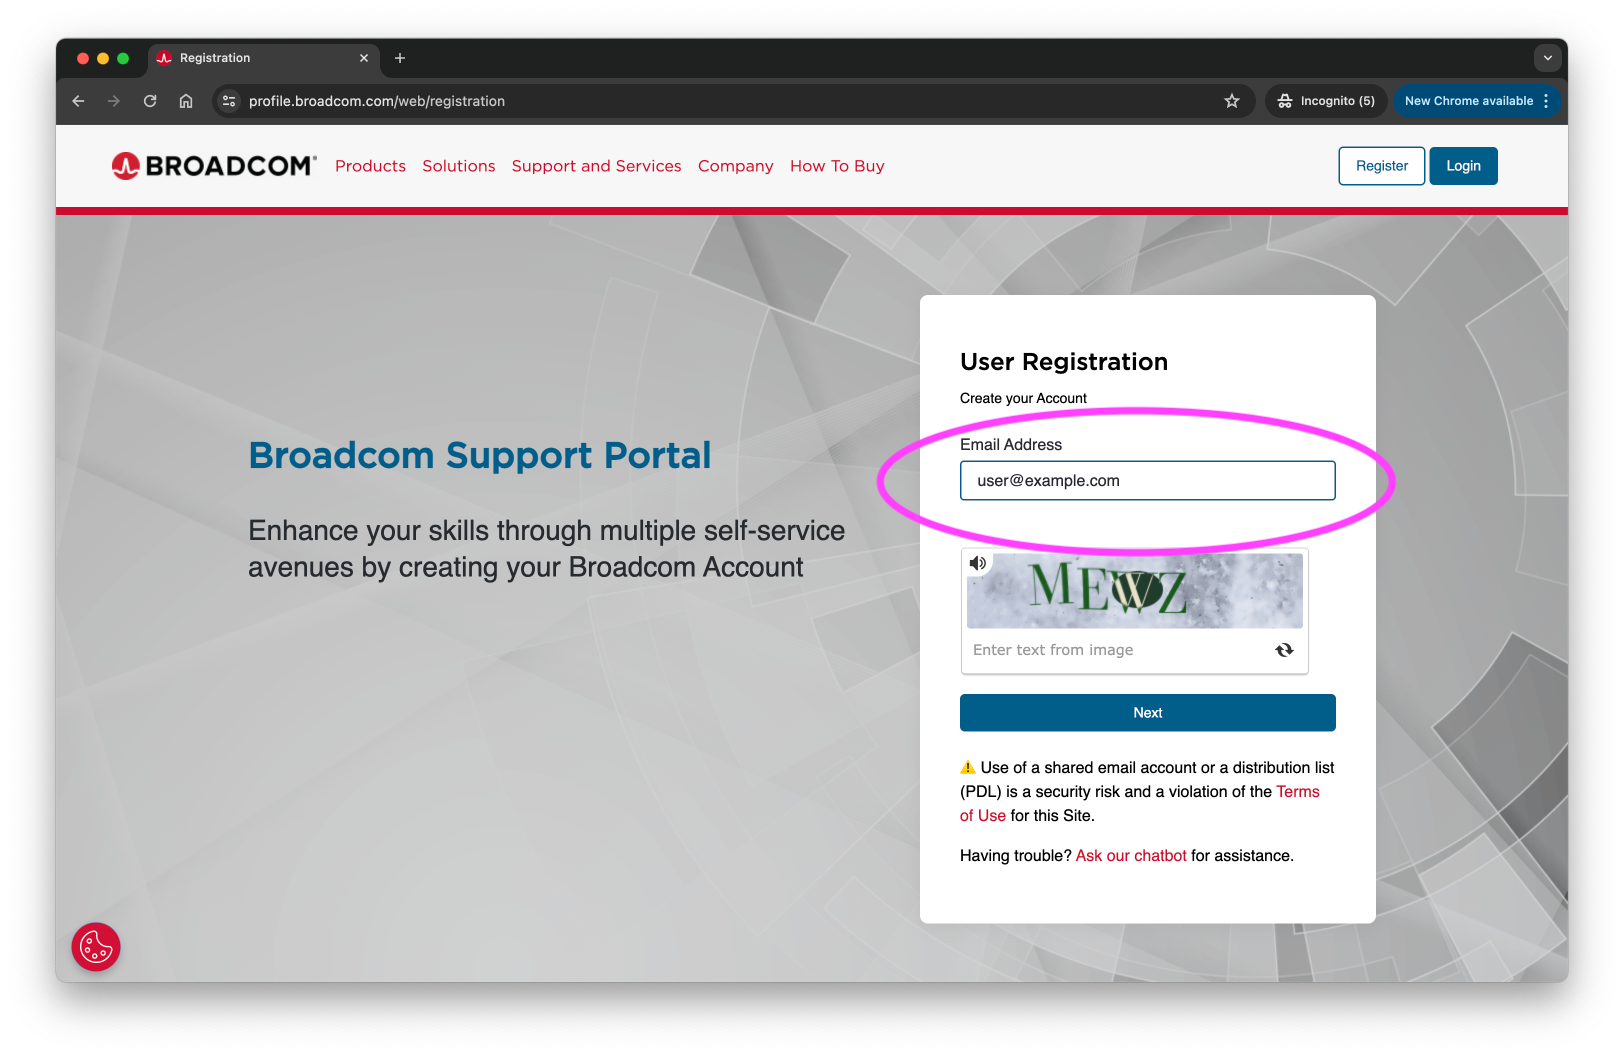 Registration
profile.broadcom.com/web/registration
Incognito (5)
New Chrome available
BROADCOM
Products
Solutions
Support and Services
Company
How To Buy
Register
Login
Broadcom Support Portal
Enhance your skills through multiple self-service
avenues by creating your Broadcom Account
User Registration
Create your Account
Email Address
user@example.com
MEWZ
Enter text from image
Next
Use of a shared email account or a distribution list
(PDL) is a security risk and a violation of the Terms
of Use for this Site.
Having trouble? Ask our chatbot for assistance.